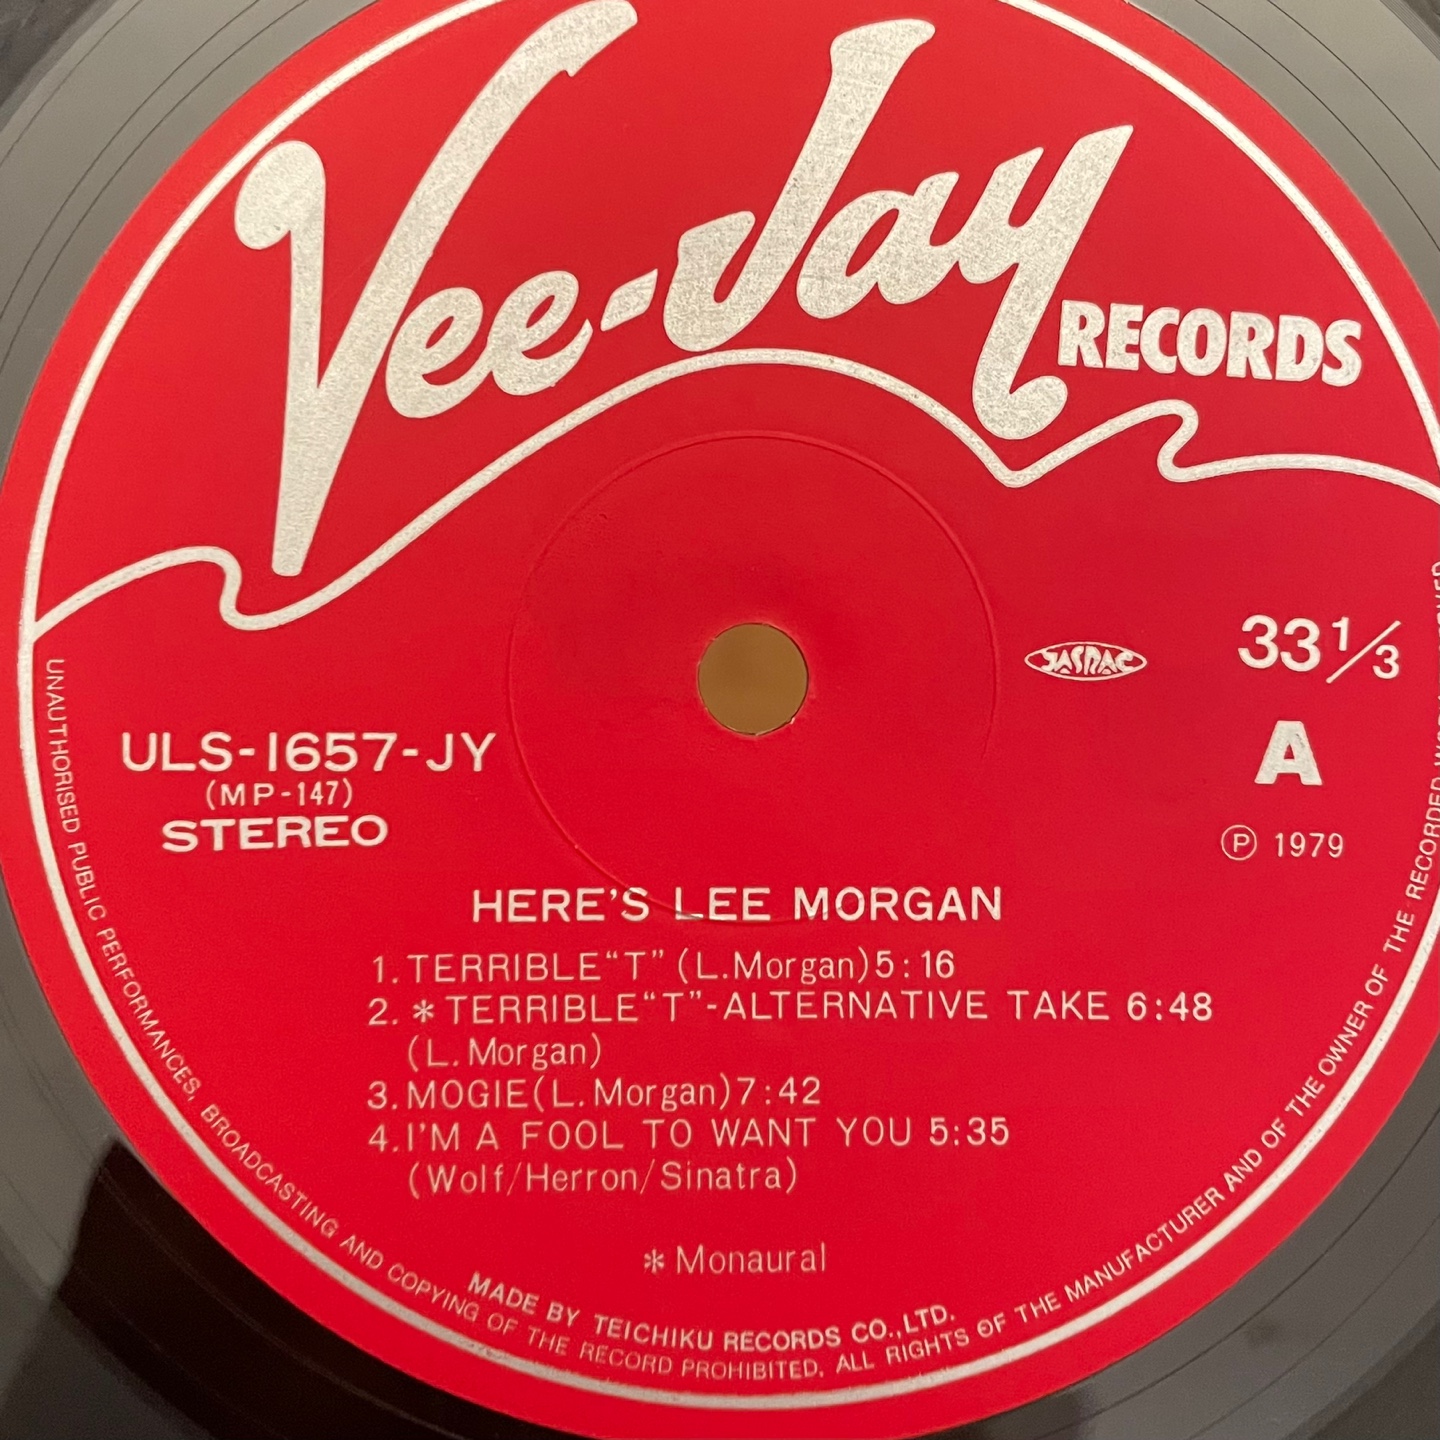 Vee-Jay
RECORDS
JASRAC
33 1/3
A
ULS-1657-JY
(MP-147)
STEREO
Ⓟ 1979
HERE'S LEE MORGAN
1. TERRIBLE “T” (L. Morgan) 5:16
2. * TERRIBLE “T”-ALTERNATIVE TAKE 6:48
(L. Morgan)
3. MOGIE (L. Morgan) 7:42
4. I'M A FOOL TO WANT YOU 5:35
(Wolf/Herron/Sinatra)
* Monaural
MADE BY TEICHIKU RECORDS CO., LTD.
UNAUTHORISED PUBLIC PERFORMANCES, BROADCASTING AND COPYING OF THE RECORD PROHIBITED. ALL RIGHTS OF THE MANUFACTURER AND OF THE OWNER OF THE RECORDED